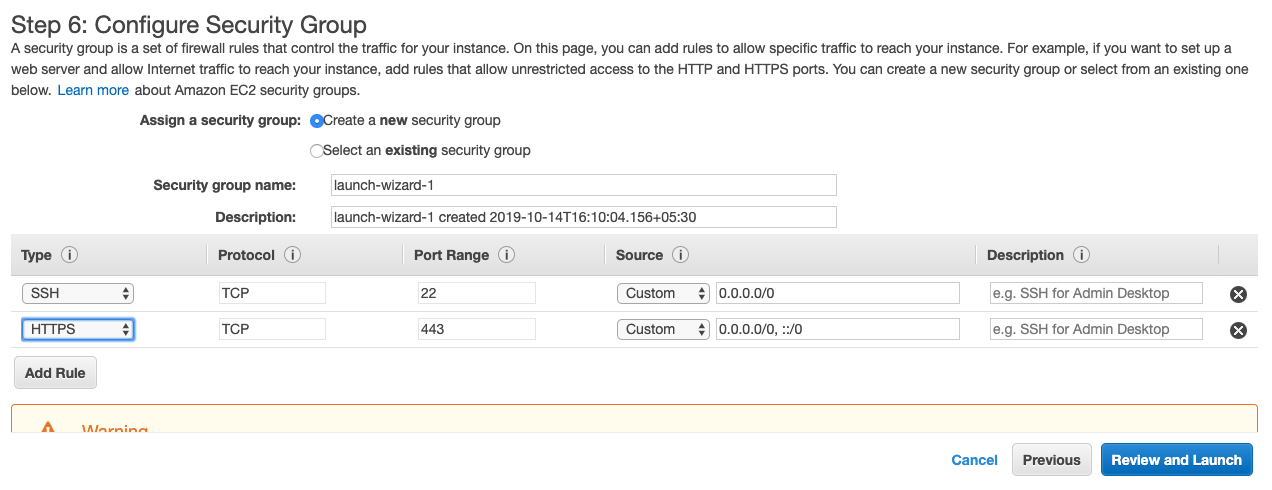 Step 6: Configure Security Group
A security group is a set of firewall rules that control the traffic for your instance. On this page, you can add rules to allow specific traffic to reach your instance. For example, if you want to set up a
web server and allow Internet traffic to reach your instance, add rules that allow unrestricted access to the HTTP and HTTPS ports. You can create a new security group or select from an existing one
below. Learn more about Amazon EC2 security groups.
Assign a security group: Create a new security group
Select an existing security group
Security group name: launch-wizard-1
Description: launch-wizard-1 created 2019-10-14T16:10:04.156+05:30
Type i Protocol i Port Range i Source i Description i
SSH TCP 22 Custom 0.0.0.0/0 e.g. SSH for Admin Desktop
HTTPS TCP 443 Custom 0.0.0.0/0, ::/0 e.g. SSH for Admin Desktop
Add Rule
Warning
Cancel Previous Review and Launch